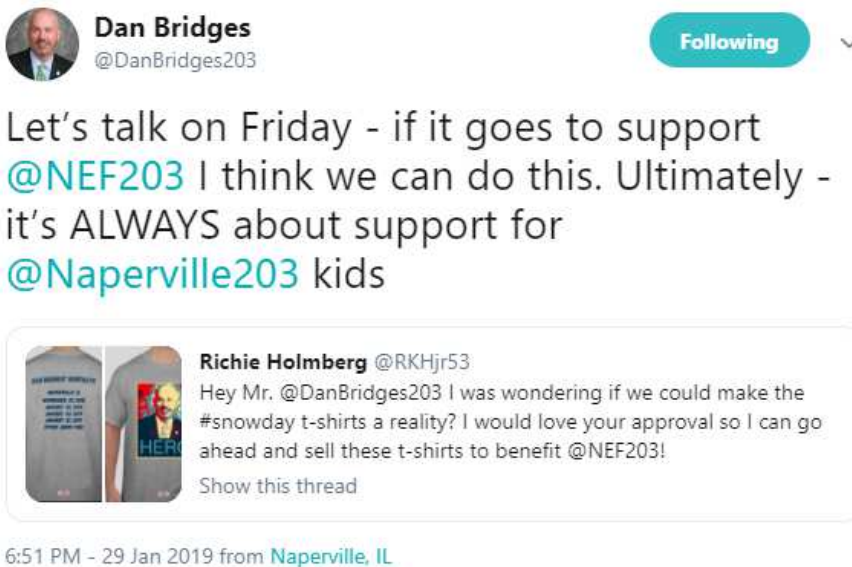 Dan Bridges
@DanBridges203
Following
Let's talk on Friday - if it goes to support
@NEF203 I think we can do this. Ultimately -
it's ALWAYS about support for
@Naperville203 kids
Richie Holmberg @RKHjr53
Hey Mr. @DanBridges203 I was wondering if we could make the
#snowday t-shirts a reality? I would love your approval so I can go
ahead and sell these t-shirts to benefit @NEF203!
Show this thread
HER
6:51 PM - 29 Jan 2019 from Naperville, IL